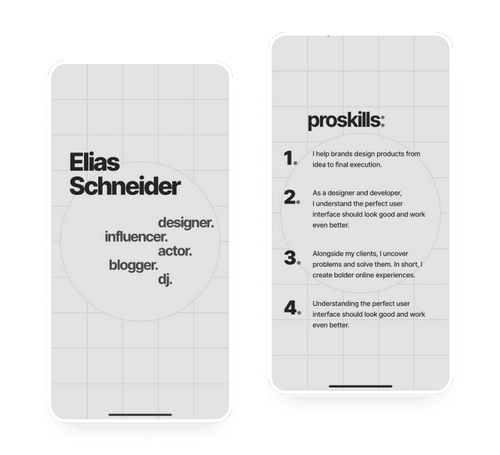 Elias
Schneider
designer.
influencer.
actor.
blogger.
dj.
proskills:
1.
I help brands design products from
idea to final execution.
2.
As a designer and developer,
I understand the perfect user
interface should look good and work
even better.
3.
Alongside my clients, I uncover
problems and solve them. In short, I
create bolder online experiences.
4.
Understanding the perfect user
interface should look good and work
even better.